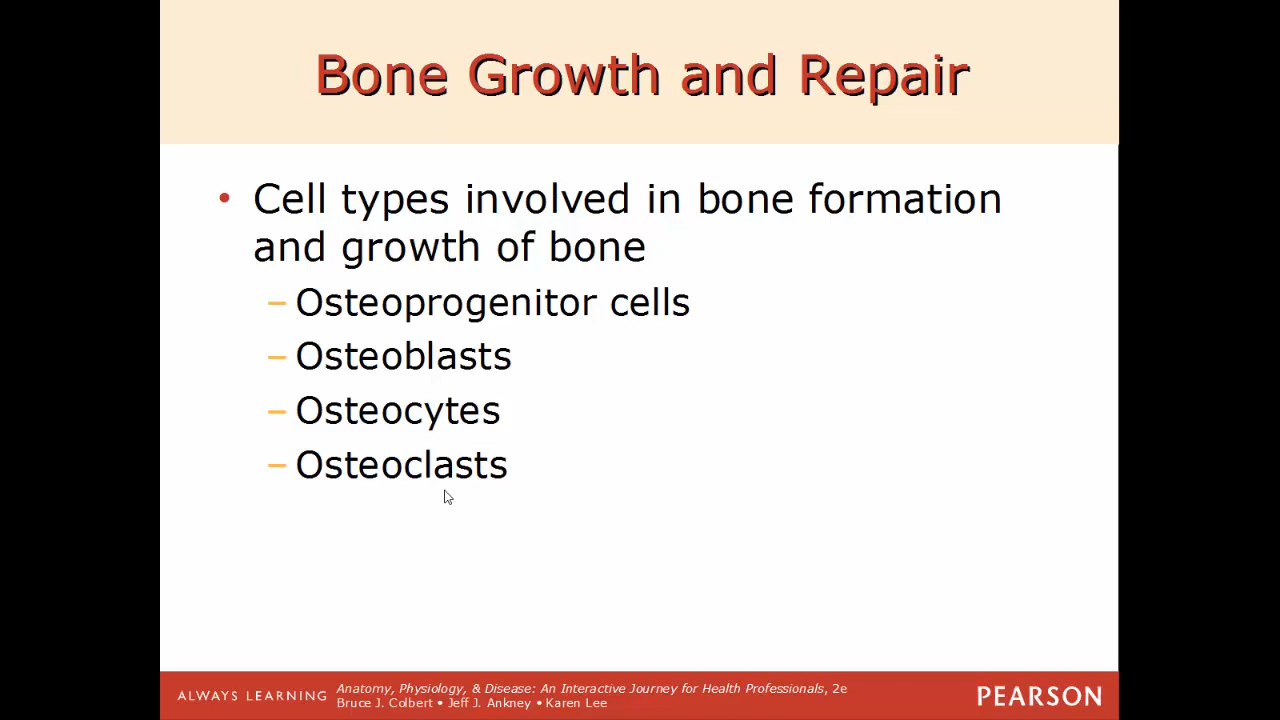 Bone Growth and Repair
• Cell types involved in bone formation
and growth of bone
– Osteoprogenitor cells
– Osteoblasts
– Osteocytes
– Osteoclasts
ALWAYS LEARNING
Anatomy, Physiology, & Disease: An Interactive Journey for Health Professionals, 2e
Bruce J. Colbert • Jeff J. Ankney • Karen Lee
PEARSON